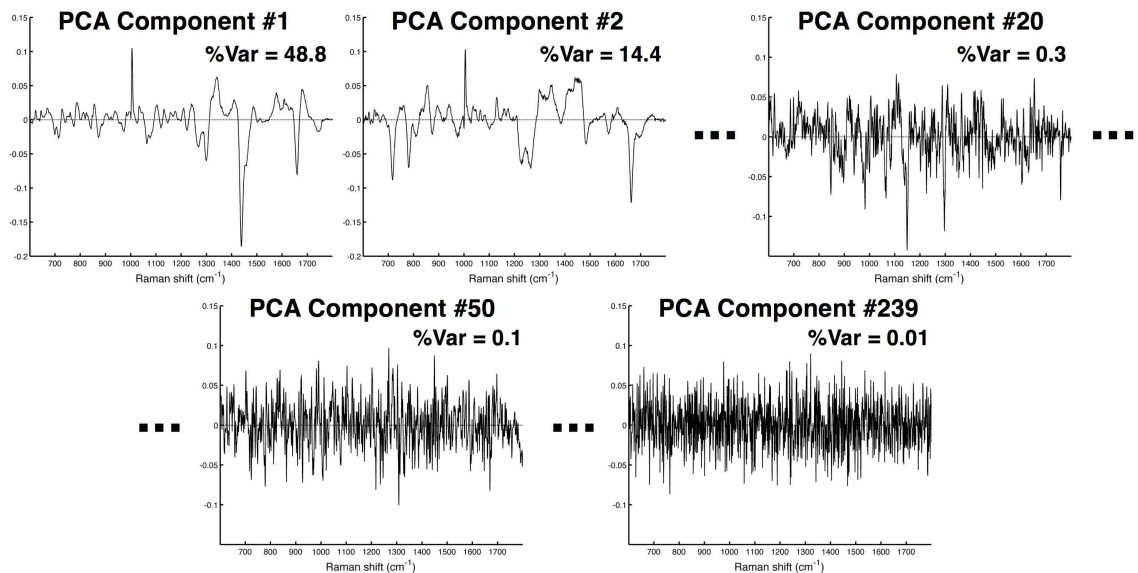 PCA Component #1
%Var = 48.8
0.15
0.1
0.05
0
-0.05
-0.1
-0.15
-0.2
700 800 900 1000 1100 1200 1300 1400 1500 1600 1700
Raman shift (cm⁻¹)
PCA Component #2
%Var = 14.4
0.15
0.1
0.05
0
-0.05
-0.1
-0.15
-0.2
700 800 900 1000 1100 1200 1300 1400 1500 1600 1700
Raman shift (cm⁻¹)
PCA Component #20
%Var = 0.3
0.15
0.1
0.05
0
-0.05
-0.1
700 800 900 1000 1100 1200 1300 1400 1500 1600 1700
Raman shift (cm⁻¹)
PCA Component #50
%Var = 0.1
0.15
0.1
0.05
0
-0.05
-0.1
700 800 900 1000 1100 1200 1300 1400 1500 1600 1700
Raman shift (cm⁻¹)
PCA Component #239
%Var = 0.01
0.15
0.1
0.05
0
-0.05
-0.1
700 800 900 1000 1100 1200 1300 1400 1500 1600 1700
Raman shift (cm⁻¹)